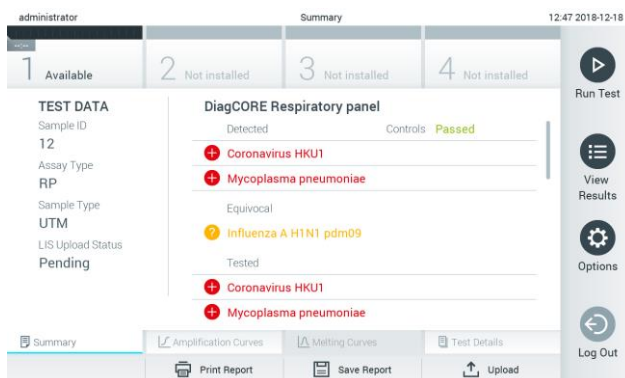 administrator
Summary
12:47 2018-12-18
1 Available
2 Not installed
3 Not installed
4 Not installed
Run Test
View Results
Options
Log Out
TEST DATA
Sample ID
12
Assay Type
RP
Sample Type
UTM
LIS Upload Status
Pending
DiagCORE Respiratory panel
Detected
Controls Passed
Coronavirus HKU1
Mycoplasma pneumoniae
Equivocal
? Influenza A H1N1 pdm09
Tested
Coronavirus HKU1
Mycoplasma pneumoniae
Summary
Amplification Curves
Melting Curves
Test Details
Print Report
Save Report
Upload